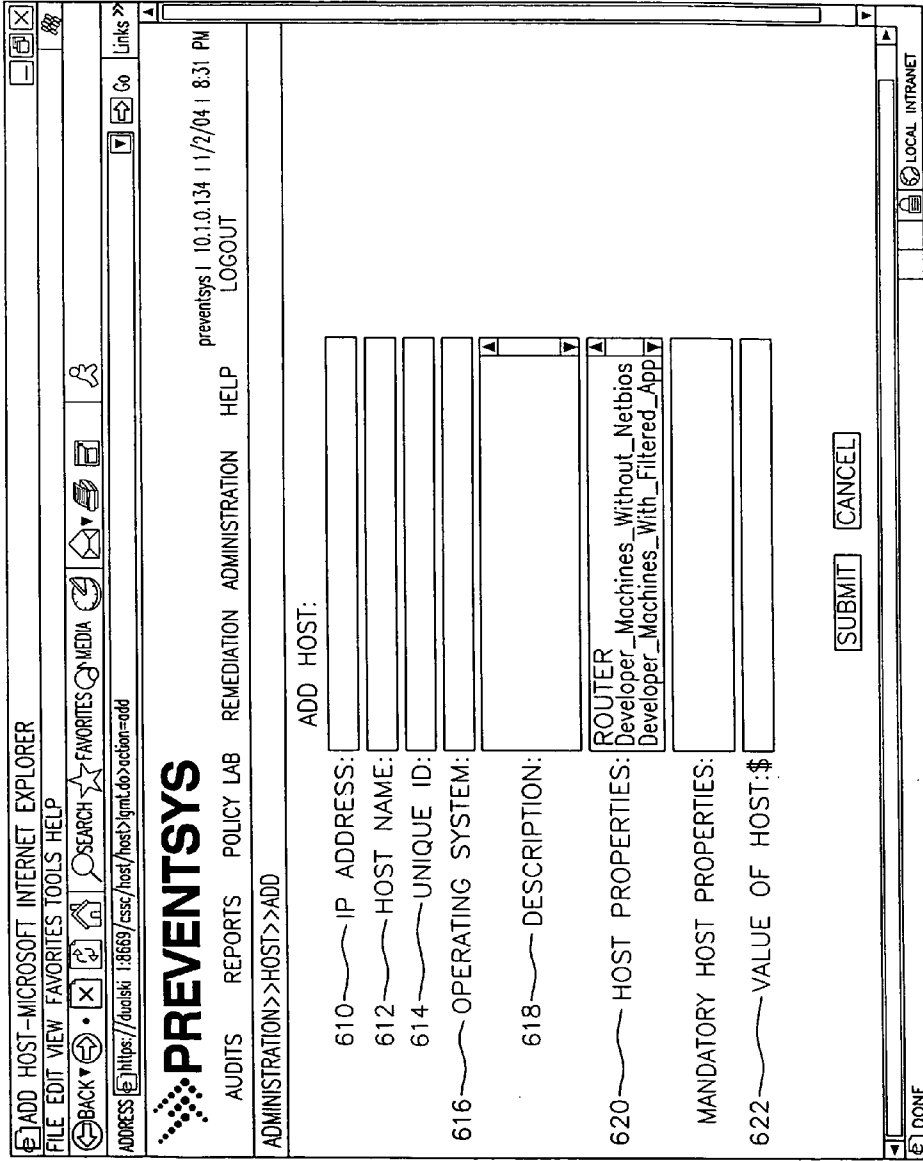 ADD HOST-MICROSOFT INTERNET EXPLORER
FILE EDIT VIEW FAVORITES TOOLS HELP
BACK SEARCH FAVORITES MEDIA
ADDRESS https://dualski 1:8669/cssc/host/host>lgmt.do>action=add Go Links »
PREVENTSYS
preventsys | 10.1.0.134 | 1/2/04 | 8:31 PM
AUDITS REPORTS POLICY LAB REMEDIATION ADMINISTRATION HELP LOGOUT
ADMINISTRATION>>HOST>>ADD
ADD HOST:
610 IP ADDRESS:
612 HOST NAME:
614 UNIQUE ID:
616 OPERATING SYSTEM:
618 DESCRIPTION:
620 HOST PROPERTIES: ROUTER
Developer_Machines_Without_Netbios
Developer_Machines_With_Filtered_App
MANDATORY HOST PROPERTIES:
622 VALUE OF HOST:$
SUBMIT CANCEL
DONE LOCAL INTRANET